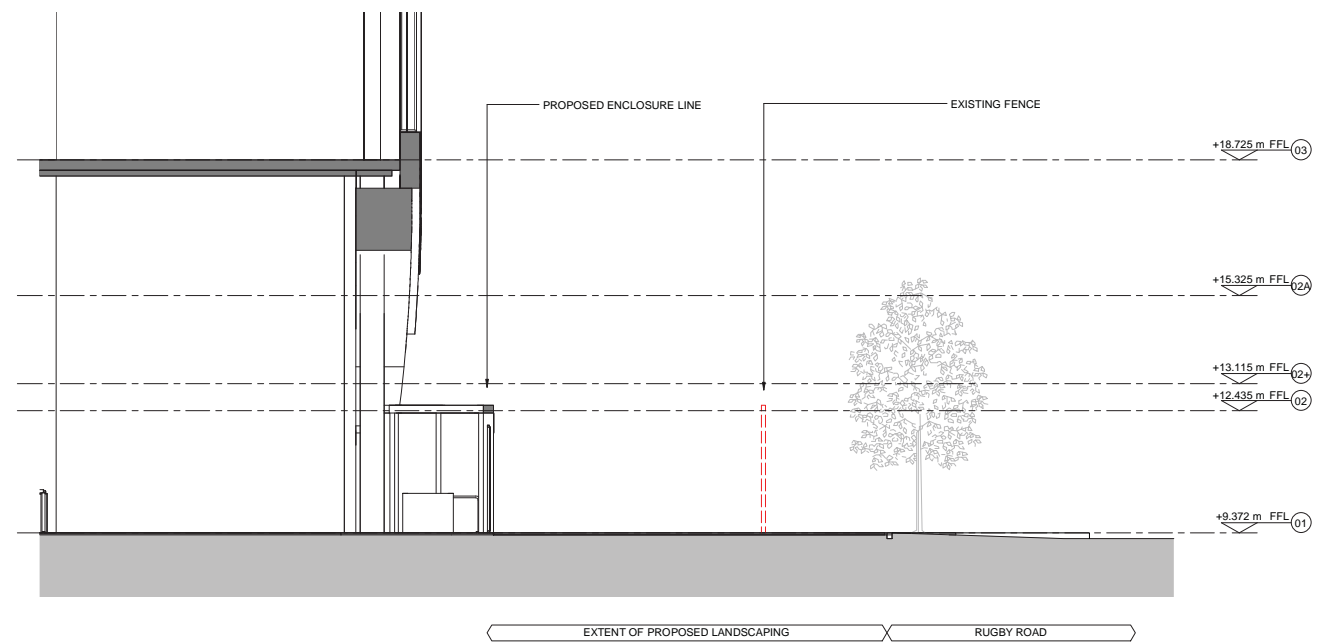 PROPOSED ENCLOSURE LINE
EXISTING FENCE
+18.725 m FFL 03
+15.325 m FFL 02A
+13.115 m FFL 02+
+12.435 m FFL 02
+9.372 m FFL 01
EXTENT OF PROPOSED LANDSCAPING
RUGBY ROAD